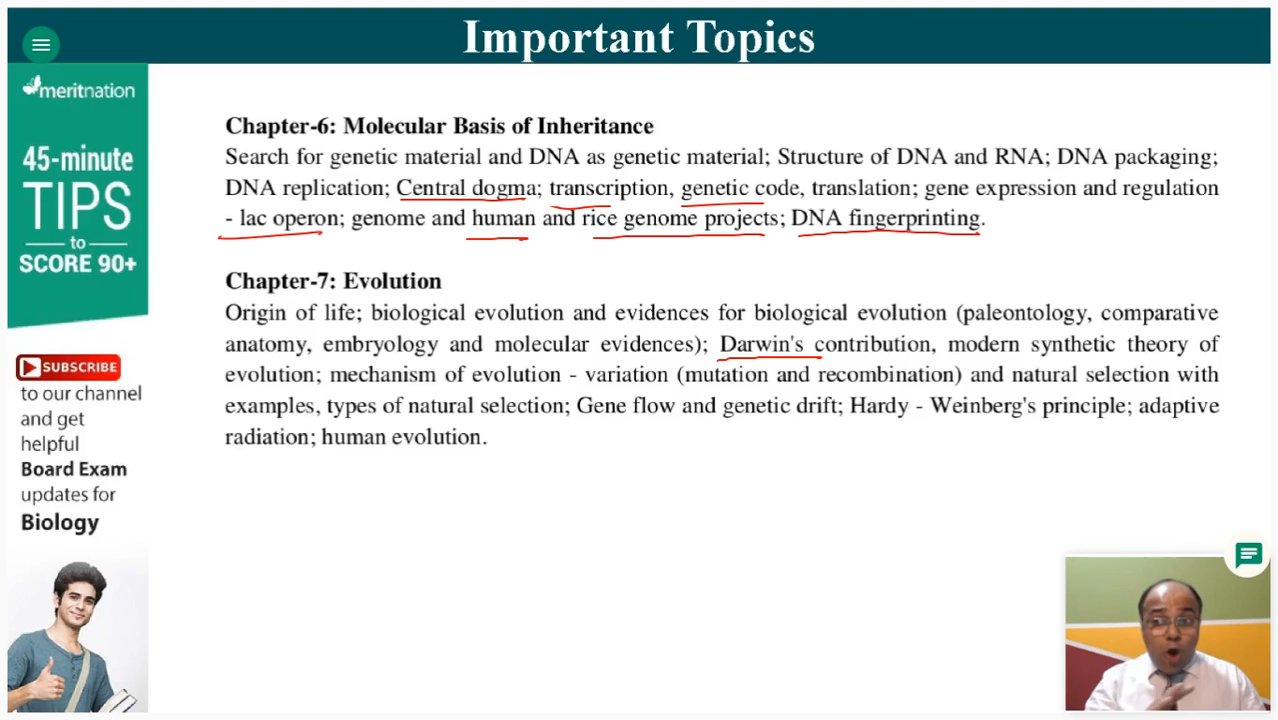 Important Topics
meritnation
45-minute
TIPS
to
SCORE 90+
SUBSCRIBE
to our channel
and get
helpful
Board Exam
updates for
Biology
Chapter-6: Molecular Basis of Inheritance
Search for genetic material and DNA as genetic material; Structure of DNA and RNA; DNA packaging;
DNA replication; Central dogma; transcription, genetic code, translation; gene expression and regulation
- lac operon; genome and human and rice genome projects; DNA fingerprinting.
Chapter-7: Evolution
Origin of life; biological evolution and evidences for biological evolution (paleontology, comparative
anatomy, embryology and molecular evidences); Darwin's contribution, modern synthetic theory of
evolution; mechanism of evolution - variation (mutation and recombination) and natural selection with
examples, types of natural selection; Gene flow and genetic drift; Hardy - Weinberg's principle; adaptive
radiation; human evolution.